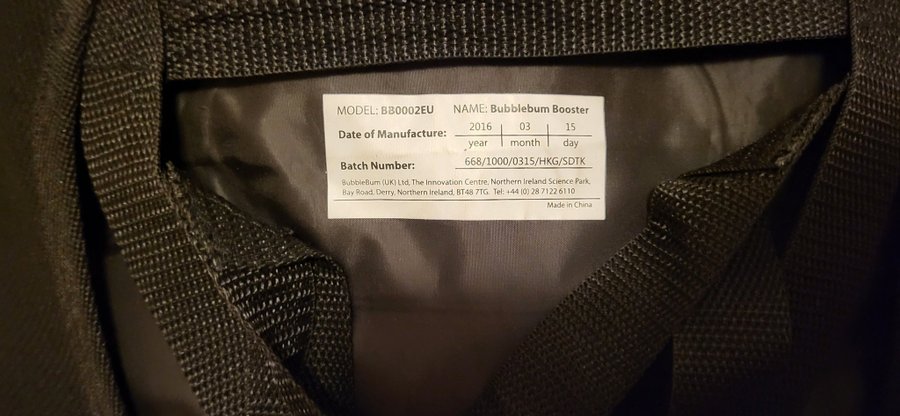 MODEL: BB0002EU NAME: Bubblebum Booster
Date of Manufacture: 2016 03 15
year month day
Batch Number: 668/1000/0315/HKG/SDTK
BubbleBum (UK) Ltd, The Innovation Centre, Northern Ireland Science Park,
Bay Road, Derry, Northern Ireland, BT48 7TG. Tel: +44 (0) 28 7122 6110
Made in China